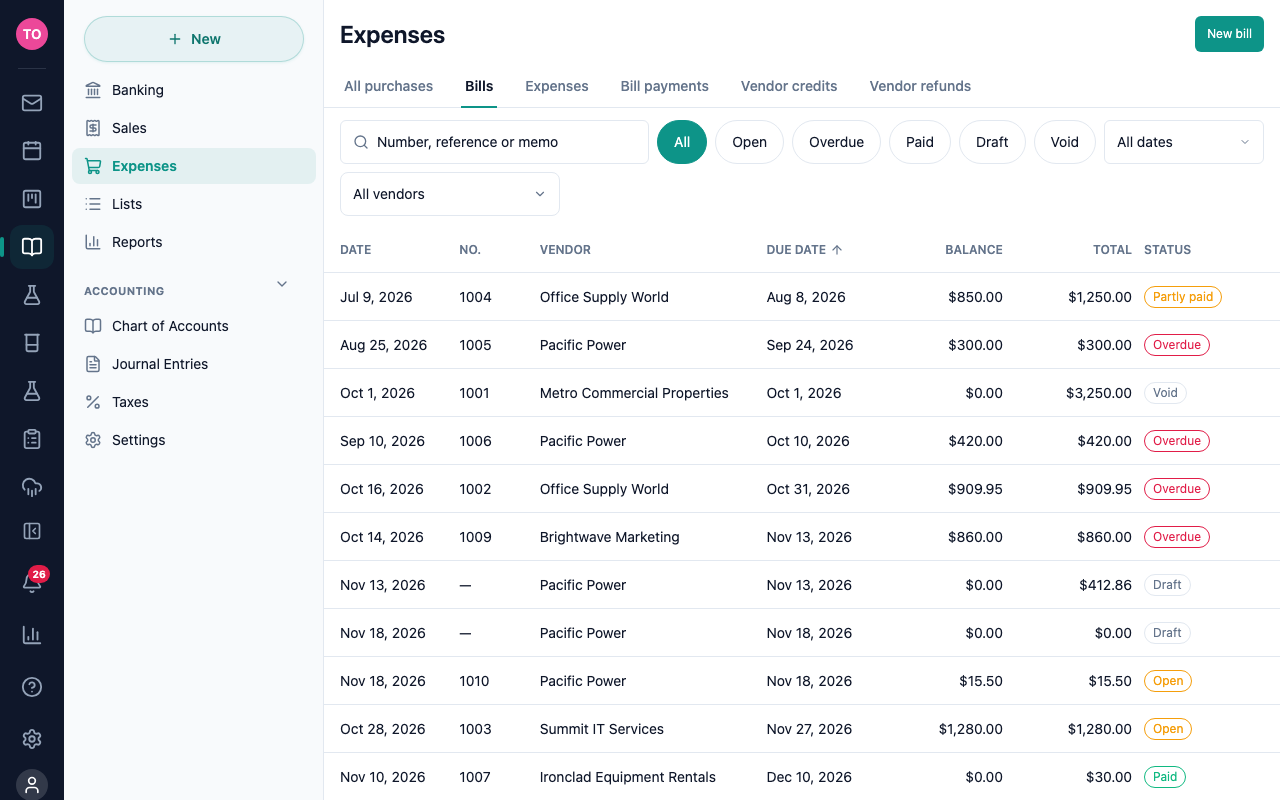 TO
26
New
Banking
Sales
Expenses
Lists
Reports
ACCOUNTING
Chart of Accounts
Journal Entries
Taxes
Settings
Expenses
New bill
All purchases Bills Expenses Bill payments Vendor credits Vendor refunds
Number, reference or memo All Open Overdue Paid Draft Void All dates
All vendors
DATE NO. VENDOR DUE DATE BALANCE TOTAL STATUS
Jul 9, 2026 1004 Office Supply World Aug 8, 2026 $850.00 $1,250.00 Partly paid
Aug 25, 2026 1005 Pacific Power Sep 24, 2026 $300.00 $300.00 Overdue
Oct 1, 2026 1001 Metro Commercial Properties Oct 1, 2026 $0.00 $3,250.00 Void
Sep 10, 2026 1006 Pacific Power Oct 10, 2026 $420.00 $420.00 Overdue
Oct 16, 2026 1002 Office Supply World Oct 31, 2026 $909.95 $909.95 Overdue
Oct 14, 2026 1009 Brightwave Marketing Nov 13, 2026 $860.00 $860.00 Overdue
Nov 13, 2026 — Pacific Power Nov 13, 2026 $0.00 $412.86 Draft
Nov 18, 2026 — Pacific Power Nov 18, 2026 $0.00 $0.00 Draft
Nov 18, 2026 1010 Pacific Power Nov 18, 2026 $15.50 $15.50 Open
Oct 28, 2026 1003 Summit IT Services Nov 27, 2026 $1,280.00 $1,280.00 Open
Nov 10, 2026 1007 Ironclad Equipment Rentals Dec 10, 2026 $0.00 $30.00 Paid